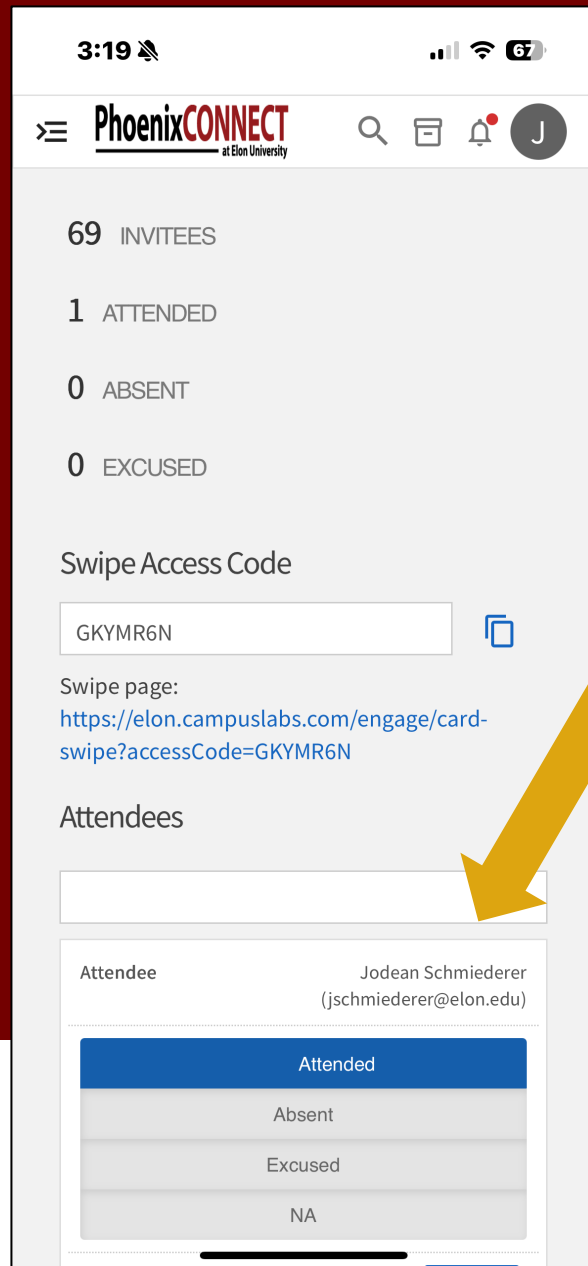 3:19
67
PhoenixCONNECT
at Elon University
J
69 INVITEES
1 ATTENDED
0 ABSENT
0 EXCUSED
Swipe Access Code
GKYMR6N
Swipe page:
https://elon.campuslabs.com/engage/card-
swipe?accessCode=GKYMR6N
Attendees
Attendee
Jodean Schmiederer
(jschmiederer@elon.edu)
Attended
Absent
Excused
NA